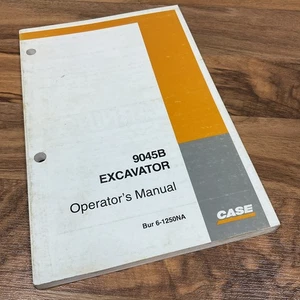 9045B
EXCAVATOR
Operator's Manual
Bur 6-1250NA
CASE